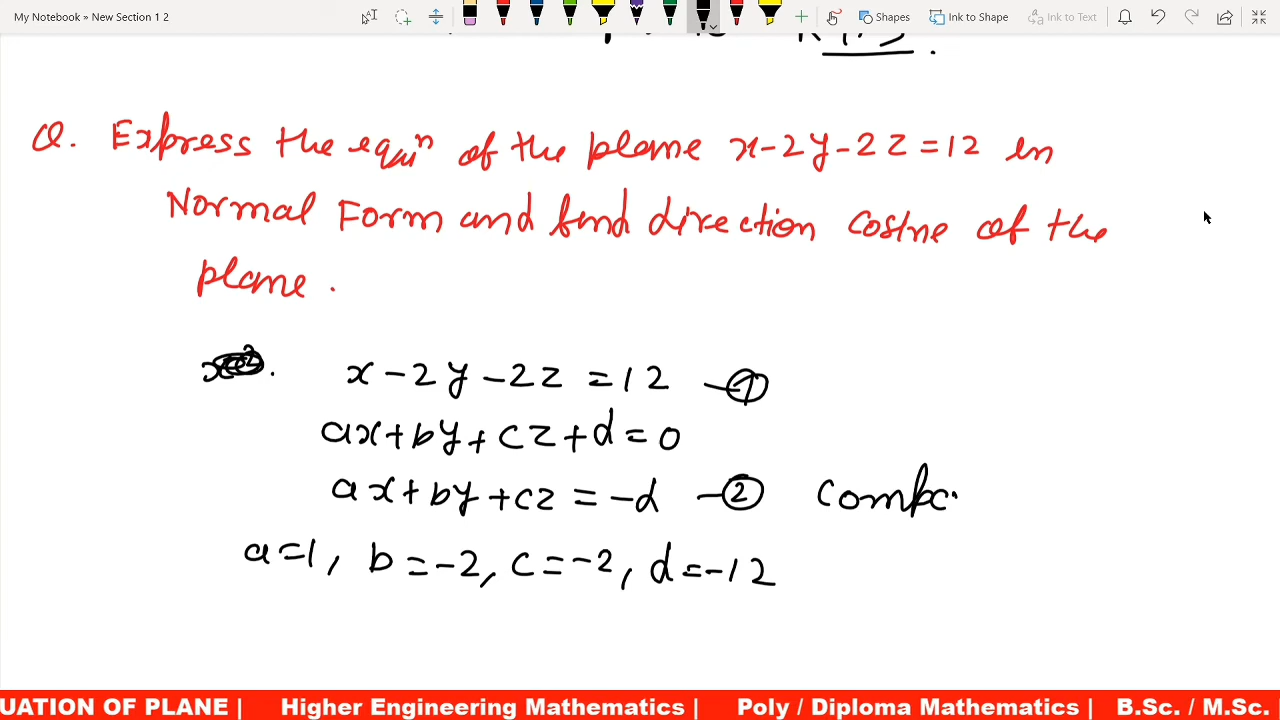 My Notebook » New Section 1 2
Shapes
Ink to Shape
Ink to Text
Q. Express the equⁿ of the plane x-2y-2z=12 in
Normal Form and find direction cosine of the
plane.
x-2y-2z=12 -①
ax+by+cz+d=0
ax+by+cz=-d -② Compa
a=1, b=-2, c=-2, d=-12
UATION OF PLANE | Higher Engineering Mathematics | Poly / Diploma Mathematics | B.Sc. / M.Sc.